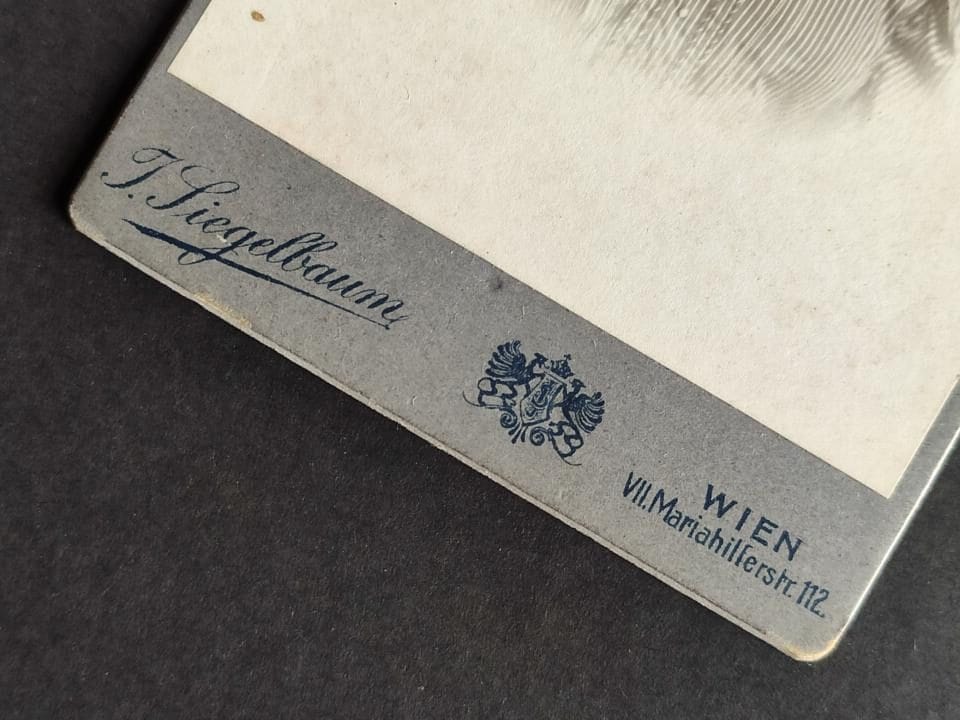 J. Siegelbaum
WIEN
VII. Mariahilferstr. 112.